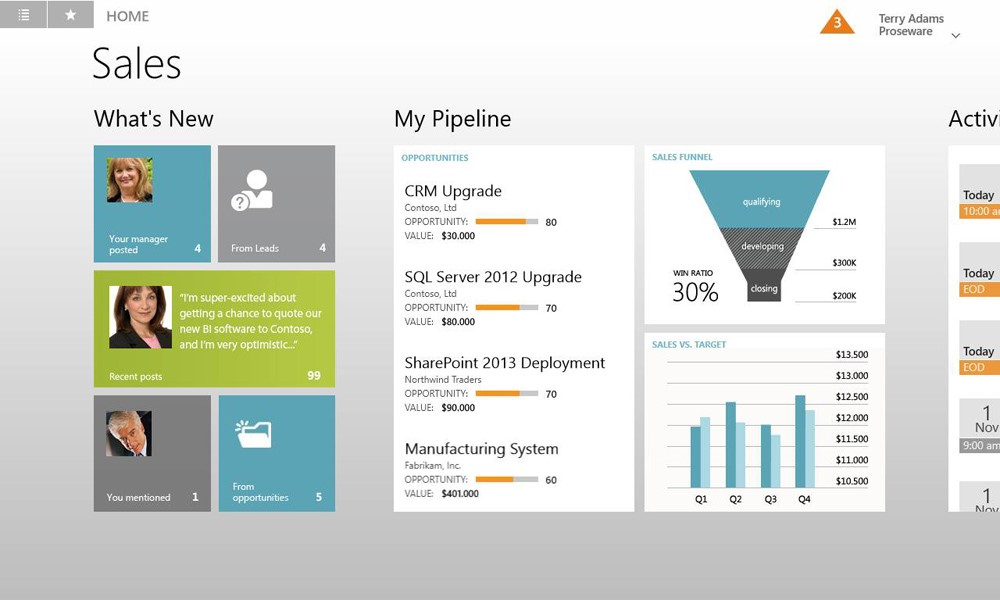 HOME
3
Terry Adams
Proseware
Sales
What's New
Your manager
posted
4
From Leads
4
?
"I'm super-excited about
getting a chance to quote our
new BI software to Contoso,
and I'm very optimistic..."
Recent posts
99
You mentioned
1
From
opportunities
5
My Pipeline
OPPORTUNITIES
CRM Upgrade
Contoso, Ltd
OPPORTUNITY:
80
VALUE: $30.000
SQL Server 2012 Upgrade
Contoso, Ltd
OPPORTUNITY:
70
VALUE: $80.000
SharePoint 2013 Deployment
Northwind Traders
OPPORTUNITY:
70
VALUE: $90.000
Manufacturing System
Fabrikam, Inc.
OPPORTUNITY:
60
VALUE: $401.000
SALES FUNNEL
qualifying
developing
closing
$1.2M
$300K
$200K
WIN RATIO
30%
SALES VS. TARGET
$13.500
$13.000
$12.500
$12.000
$11.500
$11.000
$10.500
Q1
Q2
Q3
Q4
Activi
Today
10:00 a
Today
EOD
Today
EOD
1
Nov
9:00 am
1
Nov